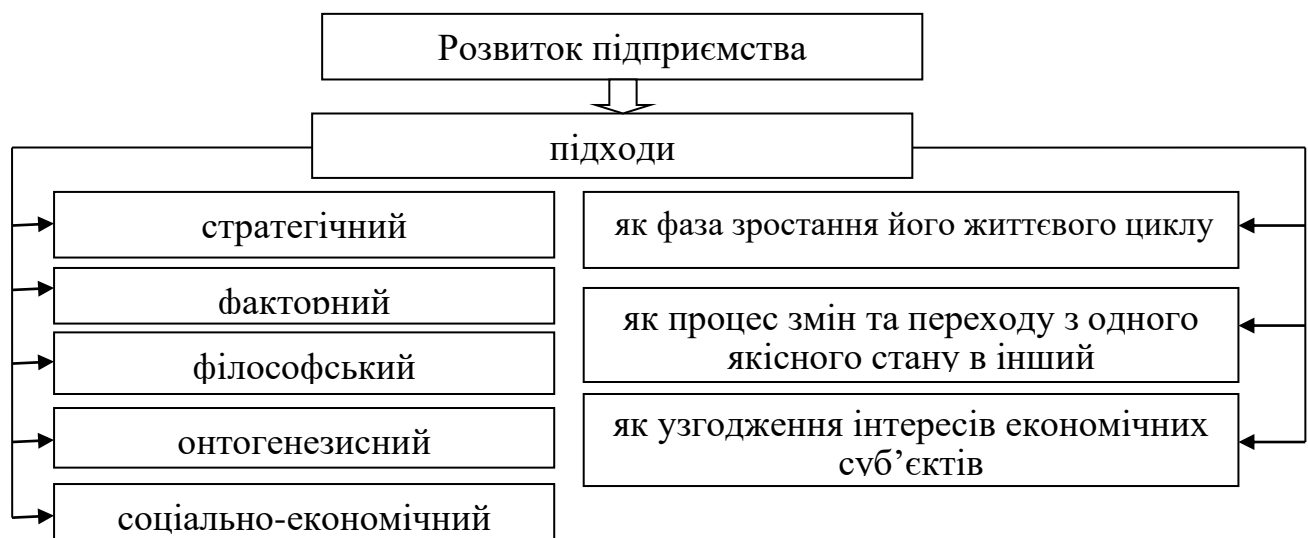 Розвиток підприємства
підходи
стратегічний
факторний
філософський
онтогенезисний
соціально-економічний
як фаза зростання його життєвого циклу
як процес змін та переходу з одного
якісного стану в інший
як узгодження інтересів економічних
суб’єктів